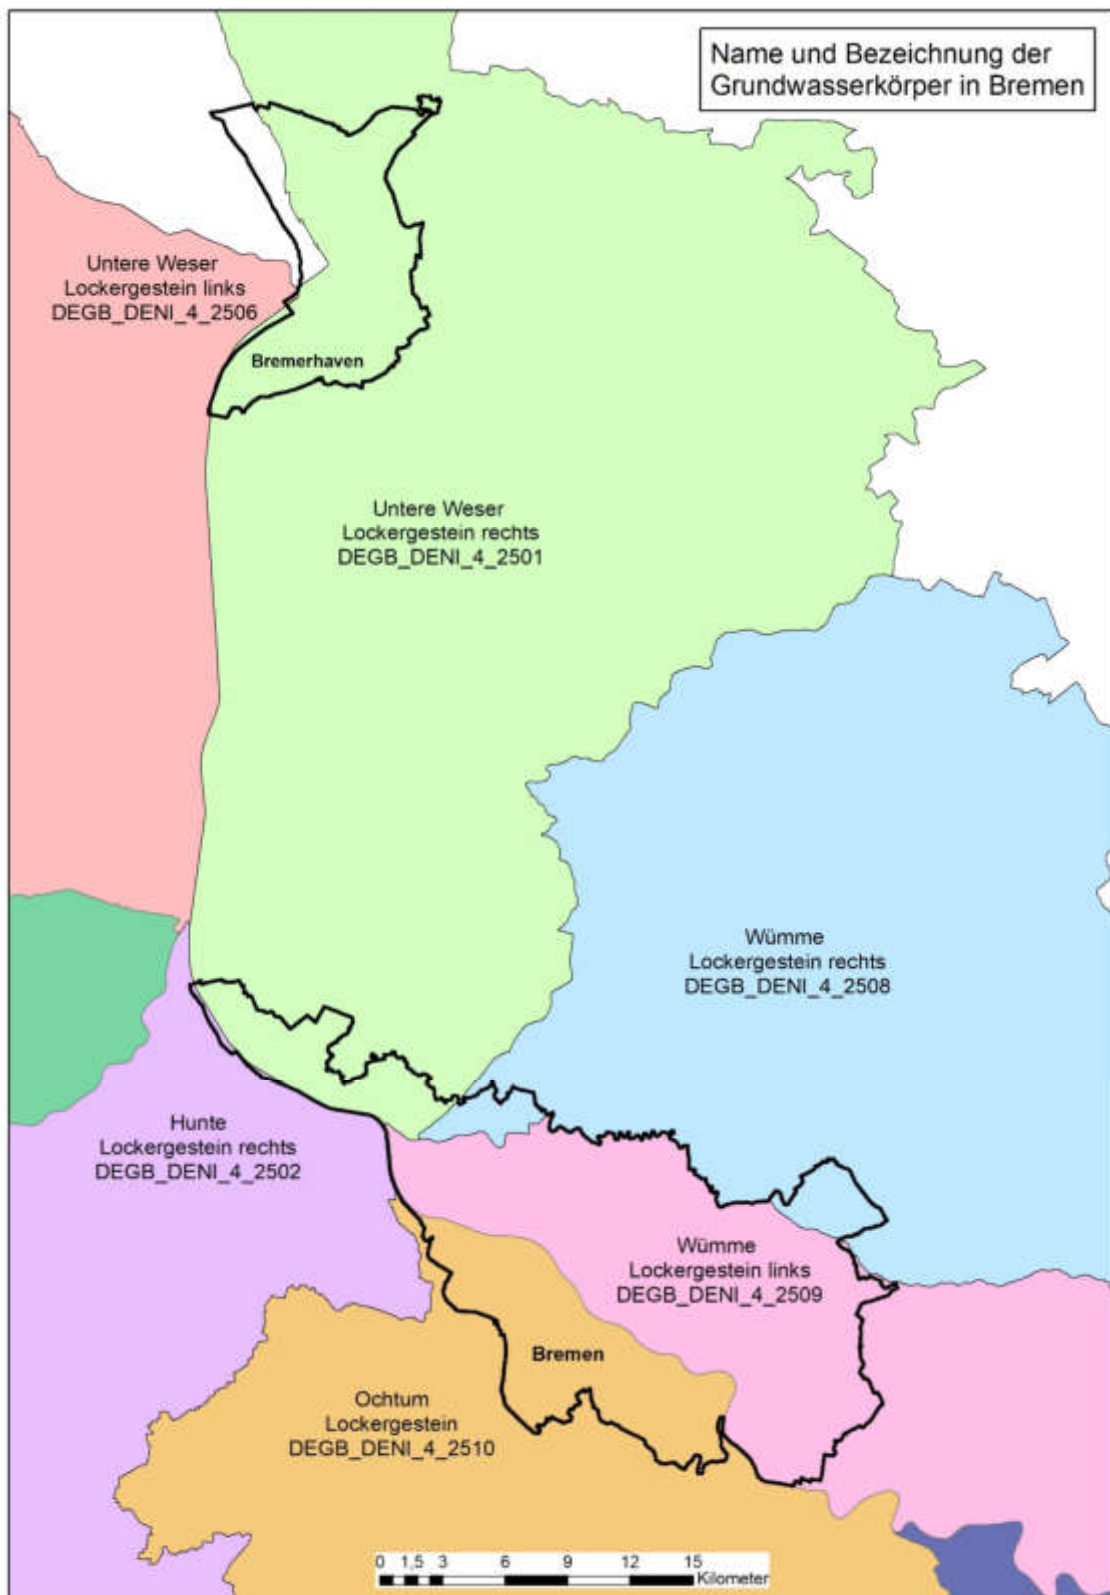 Name und Bezeichnung der
Grundwasserkörper in Bremen
Untere Weser
Lockergestein links
DEGB_DENI_4_2506
Bremerhaven
Untere Weser
Lockergestein rechts
DEGB_DENI_4_2501
Wümme
Lockergestein rechts
DEGB_DENI_4_2508
Hunte
Lockergestein rechts
DEGB_DENI_4_2502
Wümme
Lockergestein links
DEGB_DENI_4_2509
Bremen
Ochtum
Lockergestein
DEGB_DENI_4_2510
0 1,5 3 6 9 12 15
Kilometer